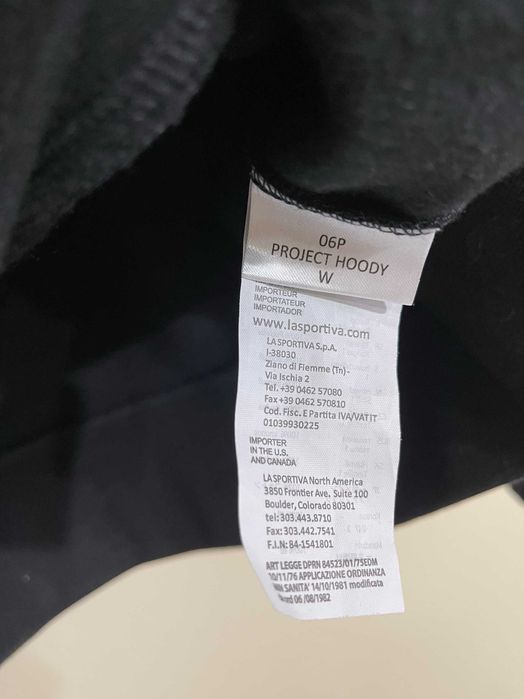 06P
PROJECT HOODY
W
IMPORTEUR
IMPORTATEUR
IMPORTADOR
www.lasportiva.com
LA SPORTIVA S.p.A.
I-38030
Ziano di Fiemme (Tn)-
Via Ischia 2
Tel. +39 0462 57080
Fax +39 0462 570810
Cod. Fisc. E Partita IVA/VAT IT
01039930225
IMPORTER
IN THE U.S.
AND CANADA
LA SPORTIVA North America
3850 Frontier Ave. Suite 100
Boulder, Colorado 80301
tel:303.443.8710
Fax:303.442.7541
F.I.N: 84-1541801
ART LEGGE DPRN 84523/01/75EDM
10/11/76 APPLICAZIONE ORDINANZA
MIN SANITA' 14/10/1981 modificata
06/08/1982